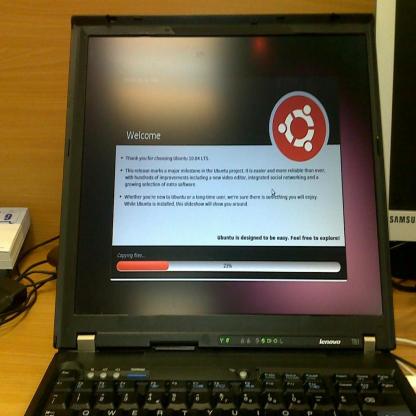 Welcome
• Thank you for choosing Ubuntu 10.04 LTS.
• This release marks a major milestone in the Ubuntu project. It is easier and more reliable than ever,
with hundreds of improvements including a new video editor, integrated social networking and a
growing selection of extra software.
• Whether you're new to Ubuntu or a long-time user, we're sure there is something you will enjoy.
While Ubuntu is installed, this slideshow will show you around.
Ubuntu is designed to be easy. Feel free to explore!
Copying files...
23%
SAMSU
lenovo
9
Q W E R T Y U I O P